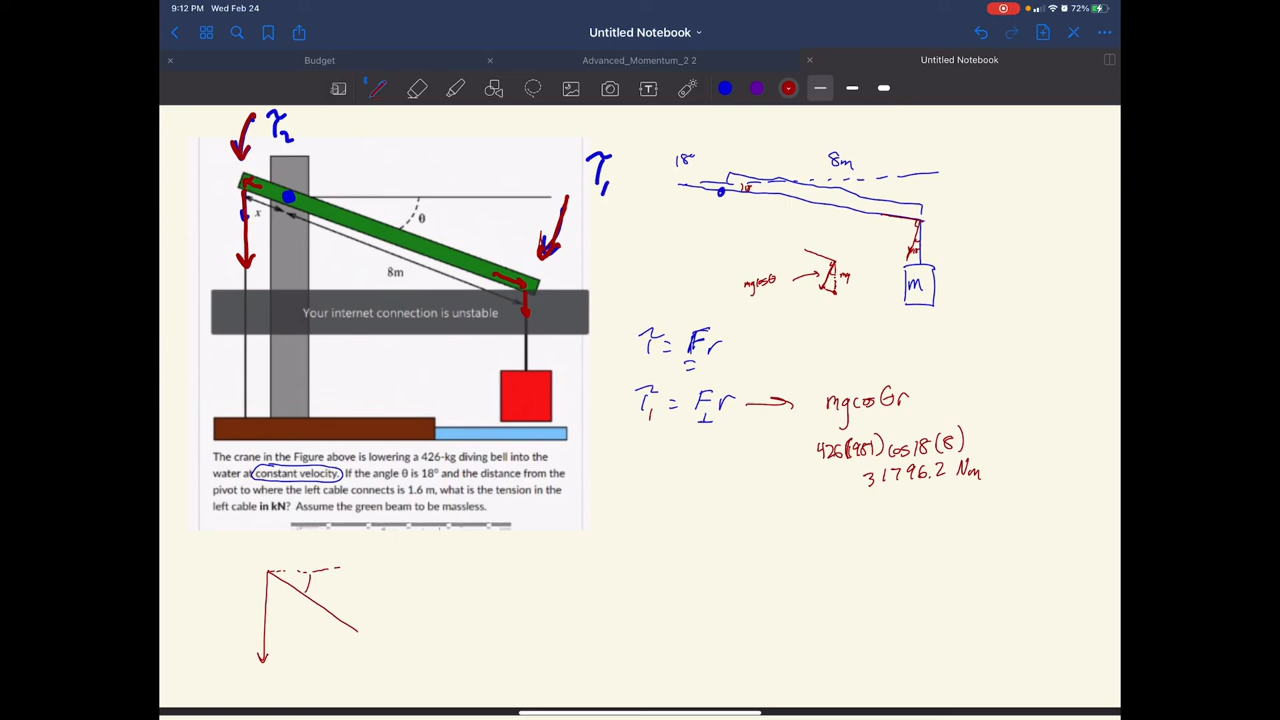 9:12 PM Wed Feb 24
72%
Untitled Notebook
Budget
Advanced_Momentum_2 2
Untitled Notebook
T
τ₂
τ₁
x
θ
8m
Your internet connection is unstable
The crane in the Figure above is lowering a 426-kg diving bell into the
water at constant velocity. If the angle θ is 18° and the distance from the
pivot to where the left cable connects is 1.6 m, what is the tension in the
left cable in kN? Assume the green beam to be massless.
18°
8m
m
mgcosθ
mg
τ = Fr
τ₁ = F⊥r → mgcosθr
426(9.81)cos18(8)
31796.2 Nm